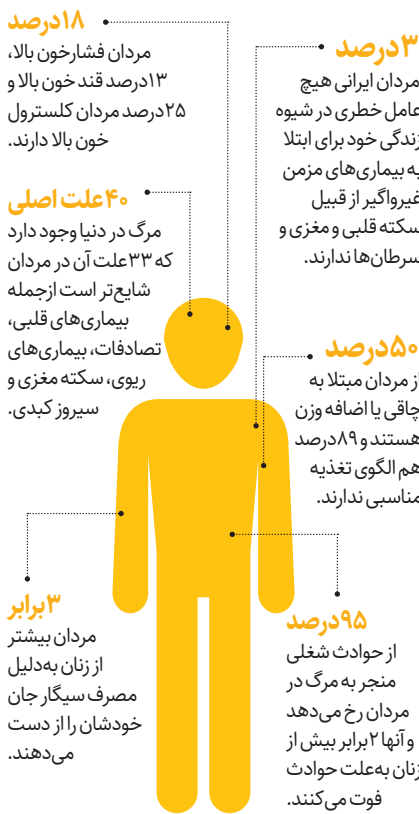 ۳درصد
مردان ایرانی هیچ
عامل خطری در شیوه
زندگی خود برای ابتلا
به بیماری‌های مزمن
غیرواگیر از قبیل
سکته قلبی و مغزی و
سرطان‌ها ندارند.
۱۸درصد
مردان فشارخون بالا،
۱۳درصد قند خون بالا و
۲۵درصد مردان کلسترول
خون بالا دارند.
۴۰علت اصلی
مرگ در دنیا وجود دارد
که ۳۳علت آن در مردان
شایع‌تر است ازجمله
بیماری‌های قلبی،
تصادفات، بیماری‌های
ریوی، سکته مغزی و
سیروز کبدی.
۵۰درصد
از مردان مبتلا به
چاقی یا اضافه وزن
هستند و ۸۹درصد
هم الگوی تغذیه
مناسبی ندارند.
۳برابر
مردان بیشتر
از زنان به‌دلیل
مصرف سیگار جان
خودشان را از دست
می‌دهند.
۹۵درصد
از حوادث شغلی
منجر به مرگ در
مردان رخ می‌دهد
و آنها ۲برابر بیش از
زنان به‌علت حوادث
فوت می‌کنند.